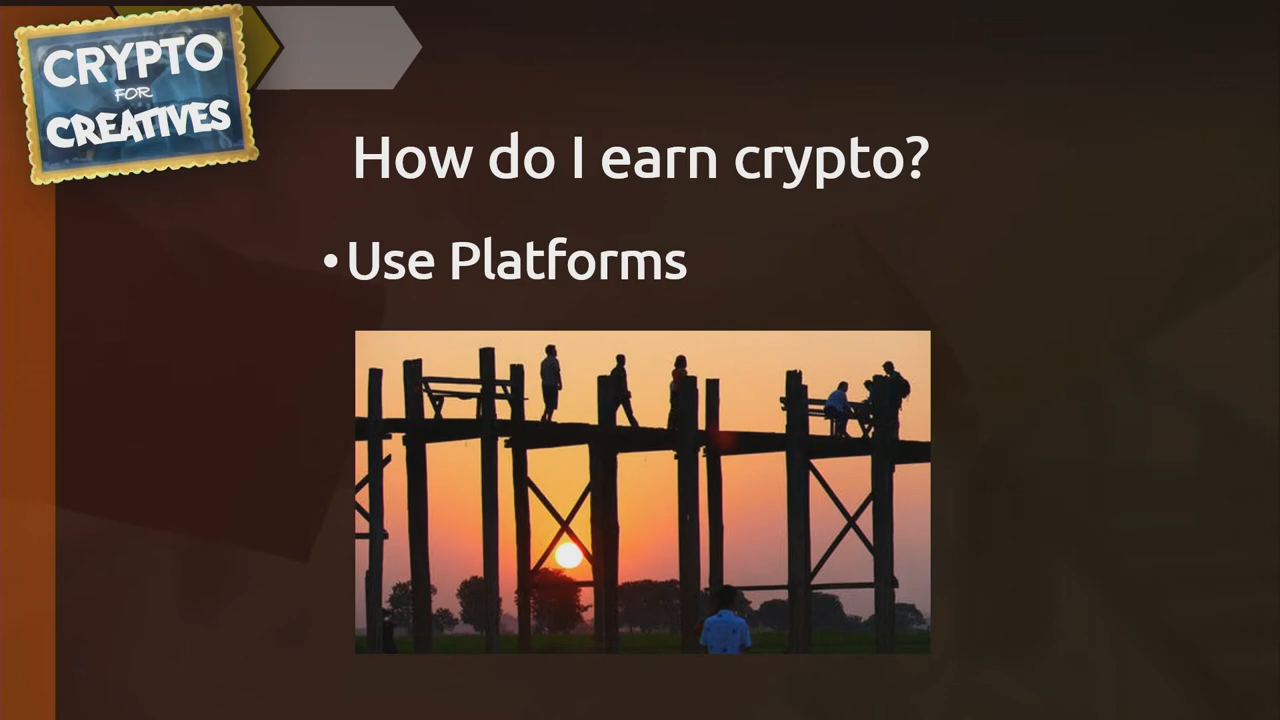 CRYPTO
FOR
CREATIVES
How do I earn crypto?
• Use Platforms